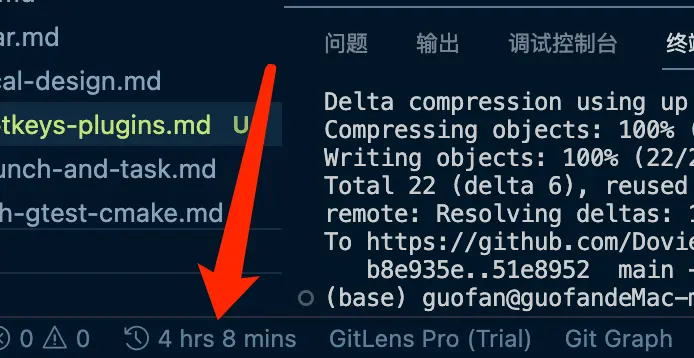 .md
ar.md
cal-design.md
tkeys-plugins.md U
unch-and-task.md
h-gtest-cmake.md
问题 输出 调试控制台 终端
Delta compression using up
Compressing objects: 100% (
Writing objects: 100% (22/2
Total 22 (delta 6), reused
remote: Resolving deltas: 1
To https://github.com/Dovie
b8e935e..51e8952 main -
(base) guofan@guofandeMac-m
0 0 4 hrs 8 mins GitLens Pro (Trial) Git Graph